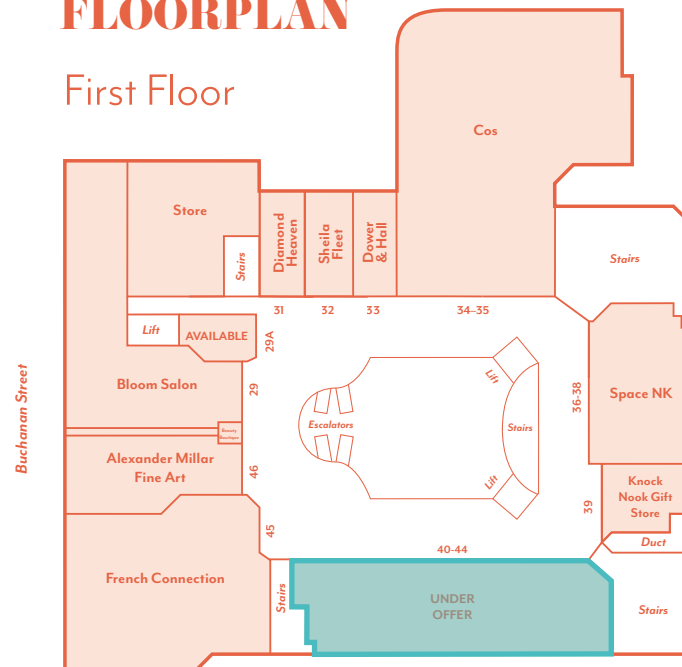 FLOORPLAN
First Floor
Cos
Store
Diamond
Heaven
Sheila
Fleet
Dower
& Hall
Stairs
Stairs
31
32
33
34–35
Lift
AVAILABLE
29A
Buchanan Street
Bloom Salon
29
Lift
Escalators
Stairs
36-38
Space NK
Beauty
Boutique
Alexander Millar
Fine Art
46
Lift
39
Knock
Nook Gift
Store
45
40-44
Duct
French Connection
Stairs
UNDER
OFFER
Stairs